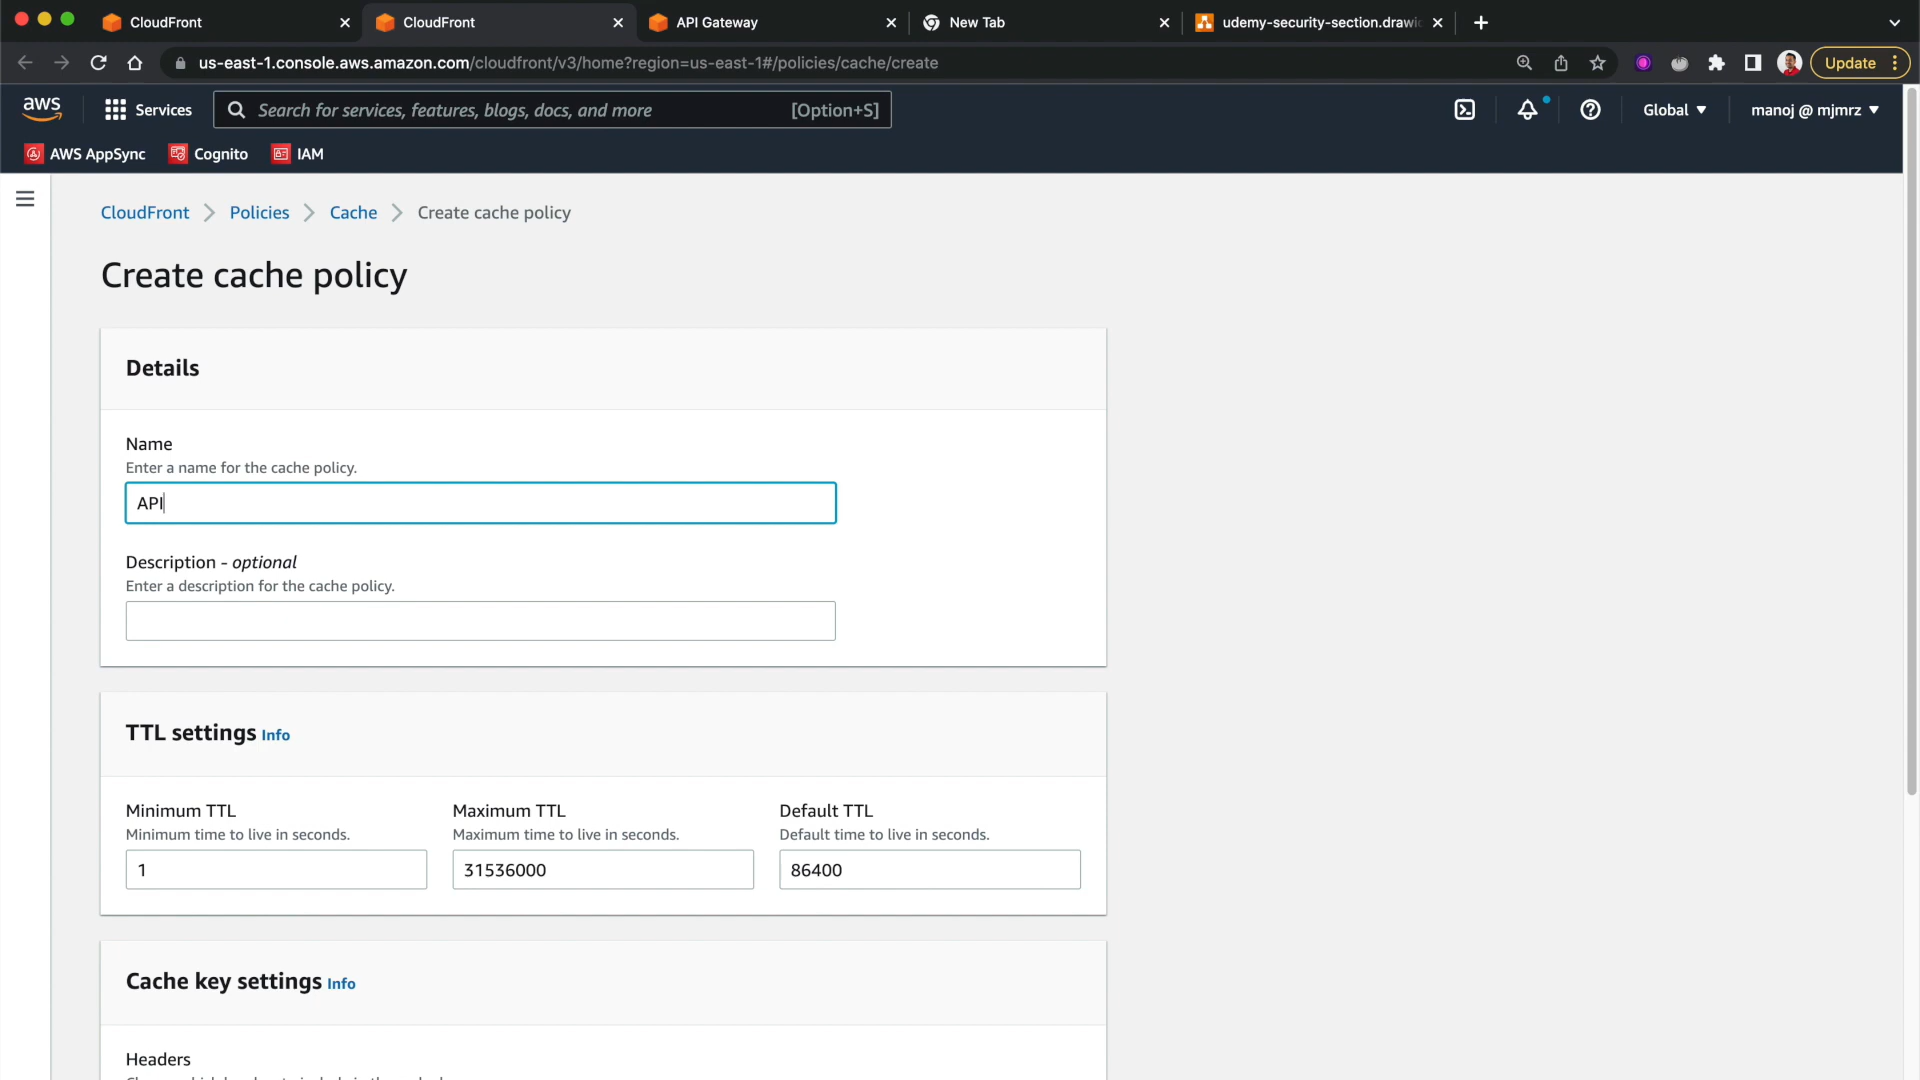 CloudFront
CloudFront
API Gateway
New Tab
udemy-security-section.drawi
us-east-1.console.aws.amazon.com/cloudfront/v3/home?region=us-east-1#/policies/cache/create
Update
aws
Services
Search for services, features, blogs, docs, and more
[Option+S]
Global
manoj @ mjmrz
AWS AppSync
Cognito
IAM
CloudFront
Policies
Cache
Create cache policy
Create cache policy
Details
Name
Enter a name for the cache policy.
API
Description - optional
Enter a description for the cache policy.
TTL settings Info
Minimum TTL
Minimum time to live in seconds.
1
Maximum TTL
Maximum time to live in seconds.
31536000
Default TTL
Default time to live in seconds.
86400
Cache key settings Info
Headers